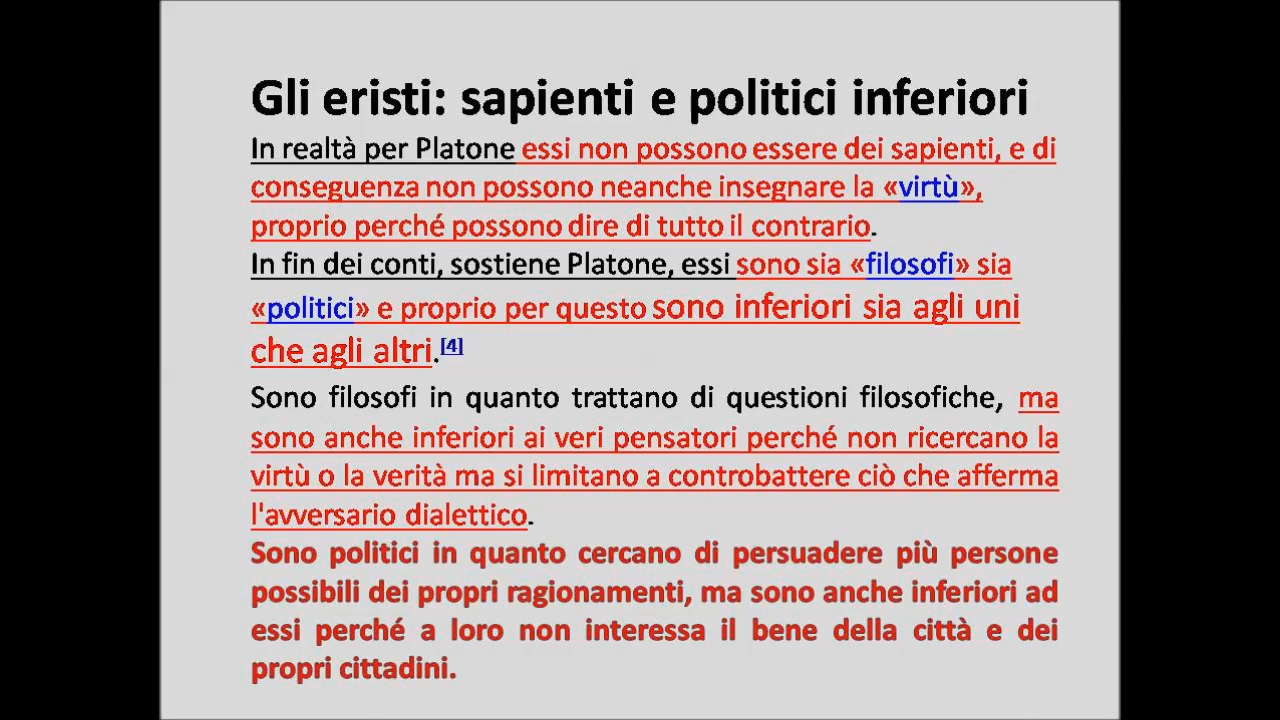 Gli eristi: sapienti e politici inferiori
In realtà per Platone essi non possono essere dei sapienti, e di
conseguenza non possono neanche insegnare la «virtù»,
proprio perché possono dire di tutto il contrario.
In fin dei conti, sostiene Platone, essi sono sia «filosofi» sia
«politici» e proprio per questo sono inferiori sia agli uni
che agli altri.[4]
Sono filosofi in quanto trattano di questioni filosofiche, ma
sono anche inferiori ai veri pensatori perché non ricercano la
virtù o la verità ma si limitano a controbattere ciò che afferma
l'avversario dialettico.
Sono politici in quanto cercano di persuadere più persone
possibili dei propri ragionamenti, ma sono anche inferiori ad
essi perché a loro non interessa il bene della città e dei
propri cittadini.